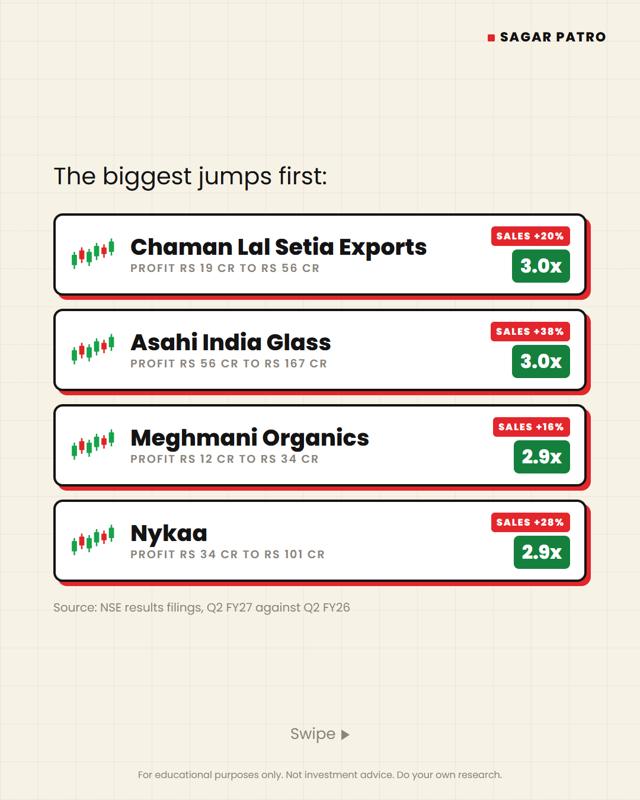 SAGAR PATRO
The biggest jumps first:
Chaman Lal Setia Exports
PROFIT RS 19 CR TO RS 56 CR
SALES +20%
3.0x
Asahi India Glass
PROFIT RS 56 CR TO RS 167 CR
SALES +38%
3.0x
Meghmani Organics
PROFIT RS 12 CR TO RS 34 CR
SALES +16%
2.9x
Nykaa
PROFIT RS 34 CR TO RS 101 CR
SALES +28%
2.9x
Source: NSE results filings, Q2 FY27 against Q2 FY26
Swipe
For educational purposes only. Not investment advice. Do your own research.